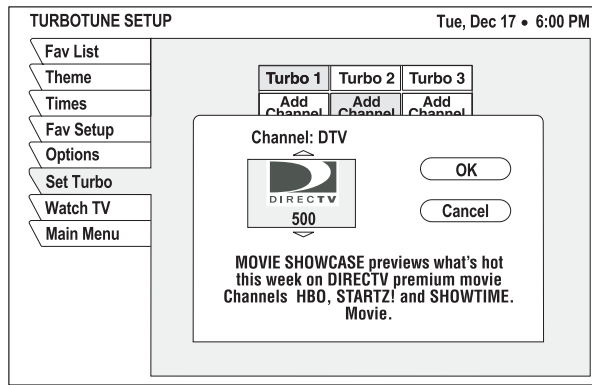 TURBOTUNE SETUP
Tue, Dec 17 • 6:00 PM
Fav List
Theme
Times
Fav Setup
Options
Set Turbo
Watch TV
Main Menu
Turbo 1 Turbo 2 Turbo 3
Add Add Add
Channel Channel Channel
Channel: DTV
DIRECTV
500
OK
Cancel
MOVIE SHOWCASE previews what's hot
this week on DIRECTV premium movie
Channels HBO, STARTZ! and SHOWTIME.
Movie.